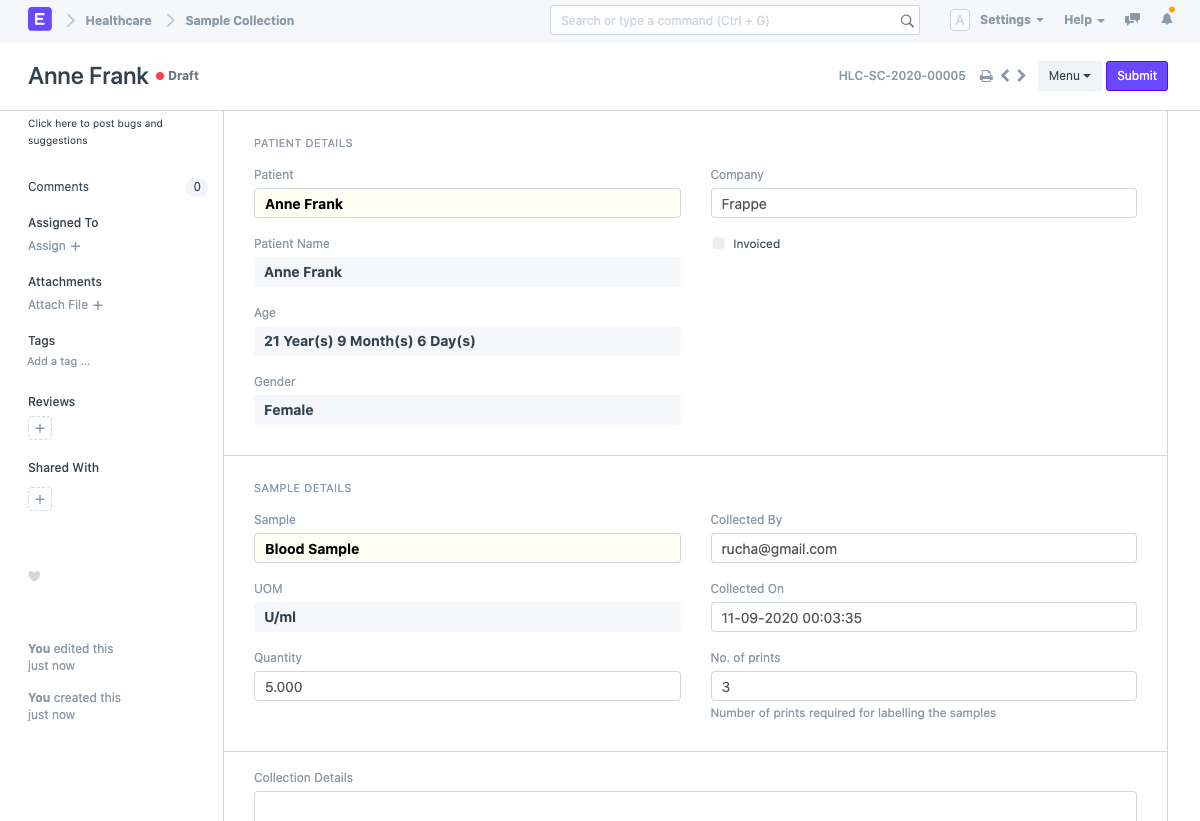 E Healthcare Sample Collection Search or type a command (Ctrl + G) A Settings Help
Anne Frank Draft HLC-SC-2020-00005 Menu Submit
Click here to post bugs and
suggestions
Comments 0
Assigned To
Assign +
Attachments
Attach File +
Tags
Add a tag ...
Reviews
+
Shared With
+
You edited this
just now
You created this
just now
PATIENT DETAILS
Patient
Anne Frank
Patient Name
Anne Frank
Age
21 Year(s) 9 Month(s) 6 Day(s)
Gender
Female
Company
Frappe
Invoiced
SAMPLE DETAILS
Sample
Blood Sample
UOM
U/ml
Quantity
5.000
Collected By
rucha@gmail.com
Collected On
11-09-2020 00:03:35
No. of prints
3
Number of prints required for labelling the samples
Collection Details